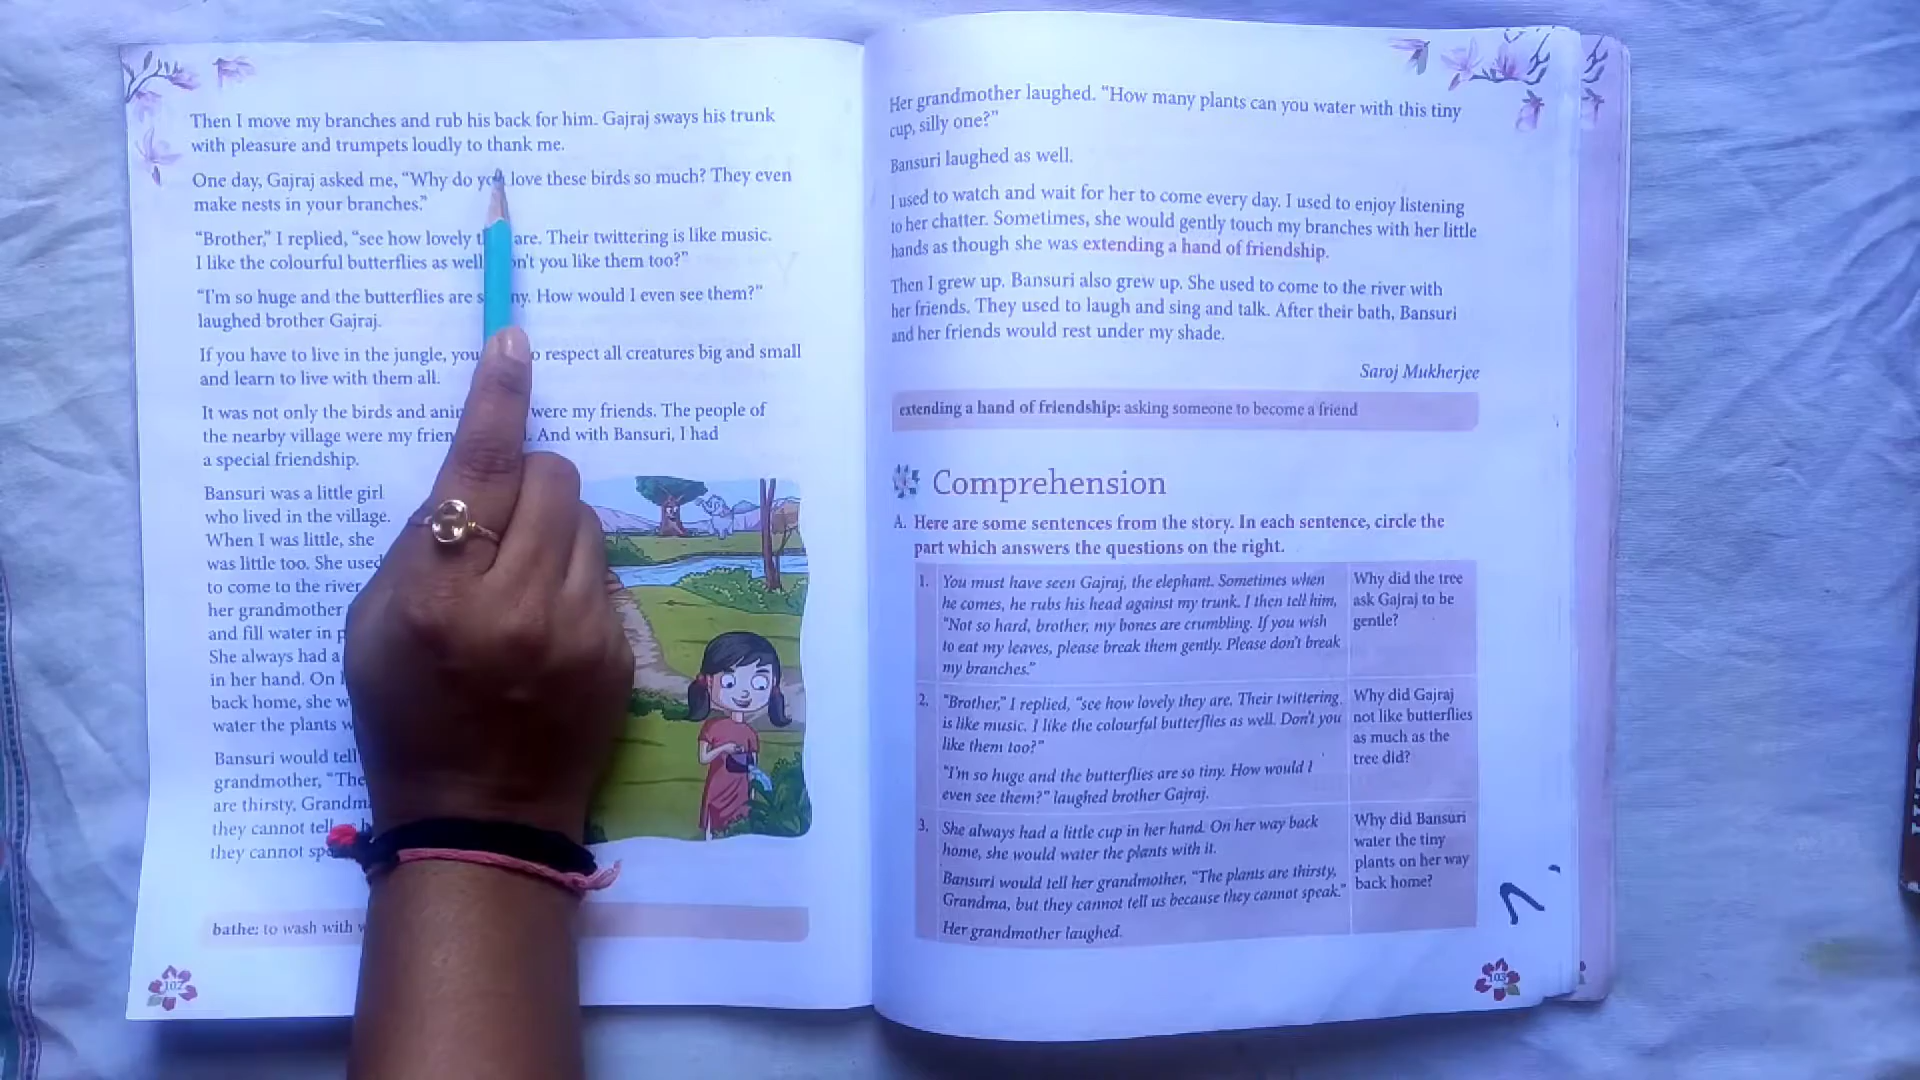 Then I move my branches and rub his back for him. Gajraj sways his trunk
with pleasure and trumpets loudly to thank me.
One day, Gajraj asked me, “Why do you love these birds so much? They even
make nests in your branches.”
“Brother,” I replied, “see how lovely are. Their twittering is like music.
I like the colourful butterflies as well you like them too?”
“I'm so huge and the butterflies are How would I even see them?”
laughed brother Gajraj.
If you have to live in the jungle, you respect all creatures big and small
and learn to live with them all.
It was not only the birds and were my friends. The people of
the nearby village were my And with Bansuri, I had
a special friendship.
Bansuri was a little girl
who lived in the village.
When I was little, she
was little too. She used
to come to the river
her grandmother
and fill water in
She always had a
in her hand. On
back home, she
water the plants
Bansuri would tell
grandmother,
are thirsty,
they cannot tell
they cannot
bathe: to wash with
107
Her grandmother laughed. “How many plants can you water with this tiny
cup, silly one?”
Bansuri laughed as well.
I used to watch and wait for her to come every day. I used to enjoy listening
to her chatter. Sometimes, she would gently touch my branches with her little
hands as though she was extending a hand of friendship.
Then I grew up. Bansuri also grew up. She used to come to the river with
her friends. They used to laugh and sing and talk. After their bath, Bansuri
and her friends would rest under my shade.
Saroj Mukherjee
extending a hand of friendship: asking someone to become a friend
Comprehension
A. Here are some sentences from the story. In each sentence, circle the
part which answers the questions on the right.
1. You must have seen Gajraj, the elephant. Sometimes when
he comes, he rubs his head against my trunk. I then tell him,
“Not so hard, brother, my bones are crumbling. If you wish
to eat my leaves, please break them gently. Please don't break
my branches.”
Why did the tree
ask Gajraj to be
gentle?
2. “Brother,” I replied, “see how lovely they are. Their twittering
is like music. I like the colourful butterflies as well. Don't you
like them too?”
“I'm so huge and the butterflies are so tiny. How would I
even see them?” laughed brother Gajraj.
Why did Gajraj
not like butterflies
as much as the
tree did?
3. She always had a little cup in her hand. On her way back
home, she would water the plants with it.
Bansuri would tell her grandmother, “The plants are thirsty,
Grandma, but they cannot tell us because they cannot speak.”
Her grandmother laughed.
Why did Bansuri
water the tiny
plants on her way
back home?
103